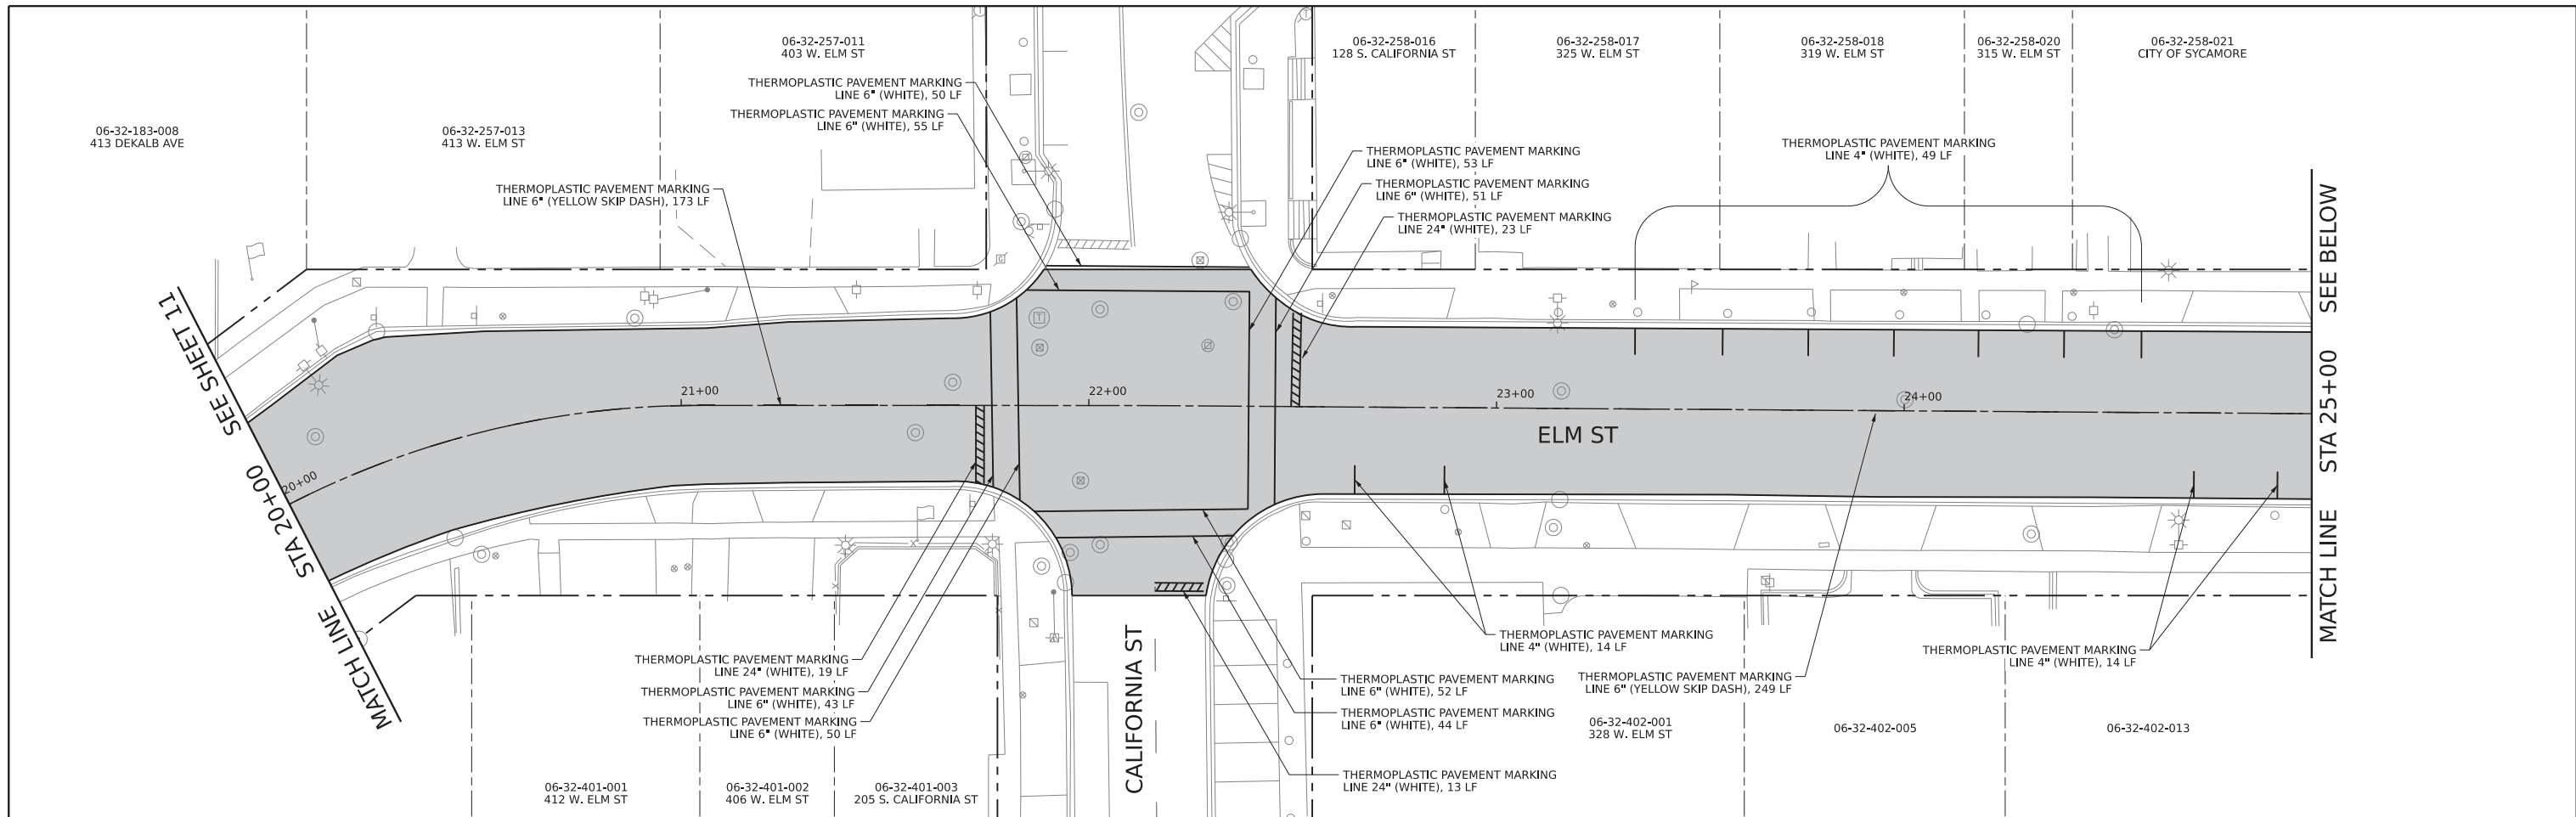 06-32-257-011
403 W. ELM ST
06-32-258-016
128 S. CALIFORNIA ST
06-32-258-017
325 W. ELM ST
06-32-258-018
319 W. ELM ST
06-32-258-020
315 W. ELM ST
06-32-258-021
CITY OF SYCAMORE
THERMOPLASTIC PAVEMENT MARKING
LINE 6" (WHITE), 50 LF
THERMOPLASTIC PAVEMENT MARKING
LINE 6" (WHITE), 55 LF
06-32-183-008
413 DEKALB AVE
06-32-257-013
413 W. ELM ST
THERMOPLASTIC PAVEMENT MARKING
LINE 6" (WHITE), 53 LF
THERMOPLASTIC PAVEMENT MARKING
LINE 4" (WHITE), 49 LF
THERMOPLASTIC PAVEMENT MARKING
LINE 6" (YELLOW SKIP DASH), 173 LF
THERMOPLASTIC PAVEMENT MARKING
LINE 6" (WHITE), 51 LF
THERMOPLASTIC PAVEMENT MARKING
LINE 24" (WHITE), 23 LF
T
T
T
G
MATCH LINE STA 20+00 SEE SHEET 11
MATCH LINE STA 25+00 SEE BELOW
20+00
21+00
22+00
23+00
24+00
ELM ST
CALIFORNIA ST
THERMOPLASTIC PAVEMENT MARKING
LINE 24" (WHITE), 19 LF
THERMOPLASTIC PAVEMENT MARKING
LINE 6" (WHITE), 43 LF
THERMOPLASTIC PAVEMENT MARKING
LINE 6" (WHITE), 50 LF
THERMOPLASTIC PAVEMENT MARKING
LINE 4" (WHITE), 14 LF
THERMOPLASTIC PAVEMENT MARKING
LINE 4" (WHITE), 14 LF
THERMOPLASTIC PAVEMENT MARKING
LINE 6" (WHITE), 52 LF
THERMOPLASTIC PAVEMENT MARKING
LINE 6" (YELLOW SKIP DASH), 249 LF
THERMOPLASTIC PAVEMENT MARKING
LINE 6" (WHITE), 44 LF
06-32-402-001
328 W. ELM ST
06-32-402-005
06-32-402-013
THERMOPLASTIC PAVEMENT MARKING
LINE 24" (WHITE), 13 LF
06-32-401-001
412 W. ELM ST
06-32-401-002
406 W. ELM ST
06-32-401-003
205 S. CALIFORNIA ST